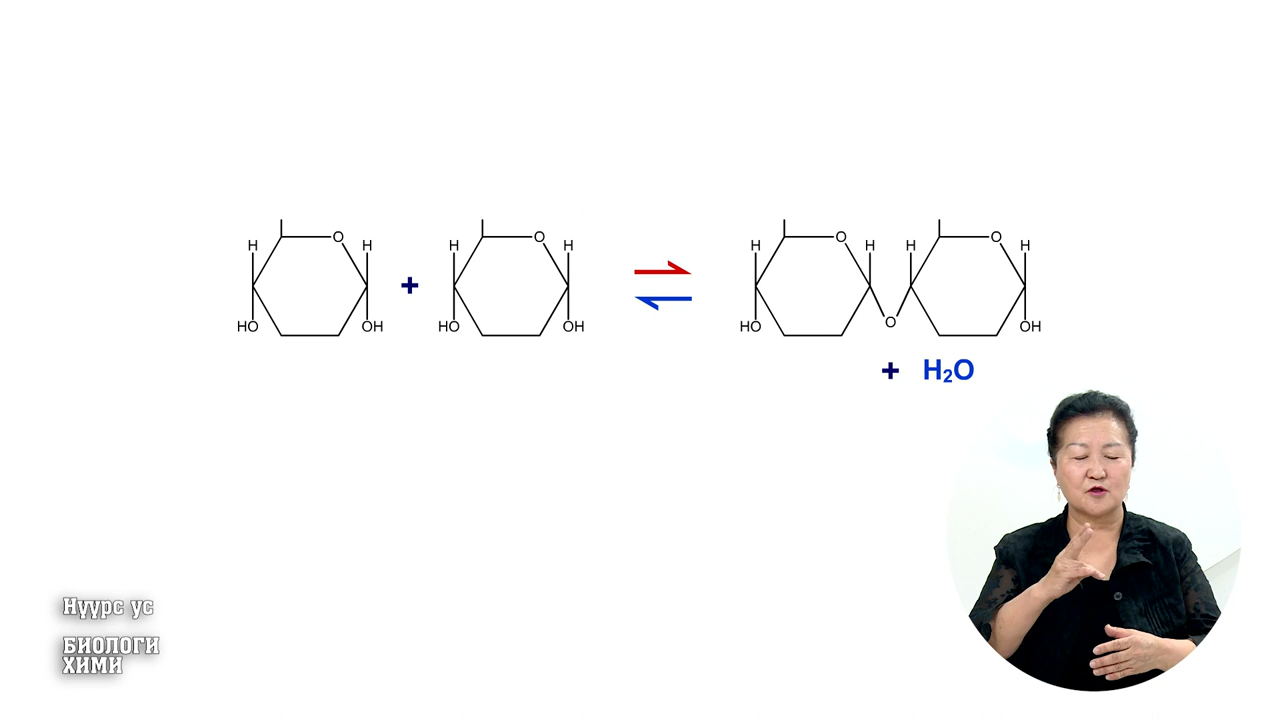 O O O O
H H H H H H H H
+
HO OH HO OH HO O OH
+ H₂O
Нүүрс ус
БИОЛОГИ
ХИМИ